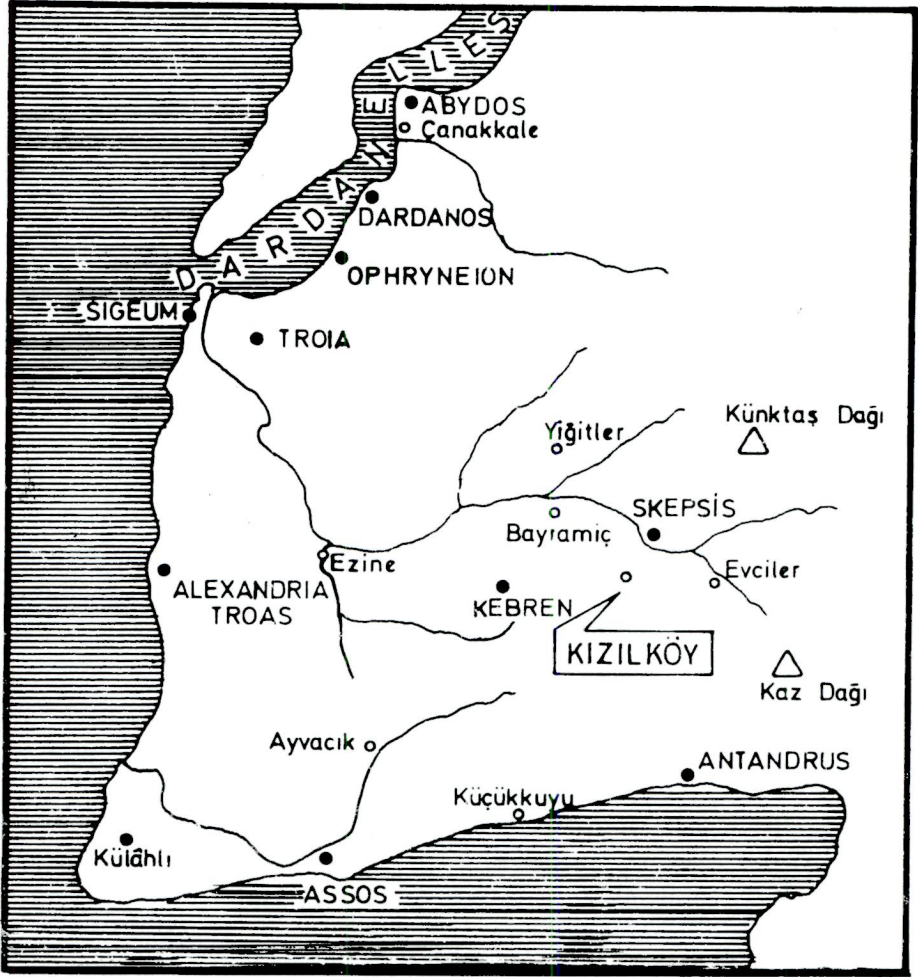 DARDANELLES
ABYDOS
Çanakkale
DARDANOS
OPHRYNEION
SIGEUM
TROIA
Künktaş Dağı
Yiğitler
SKEPSİS
Bayramiç
Ezine
Evciler
ALEXANDRIA
TROAS
KEBREN
KIZILKÖY
Kaz Dağı
Ayvacık
ANTANDRUS
Küçükkuyu
Külâhlı
ASSOS